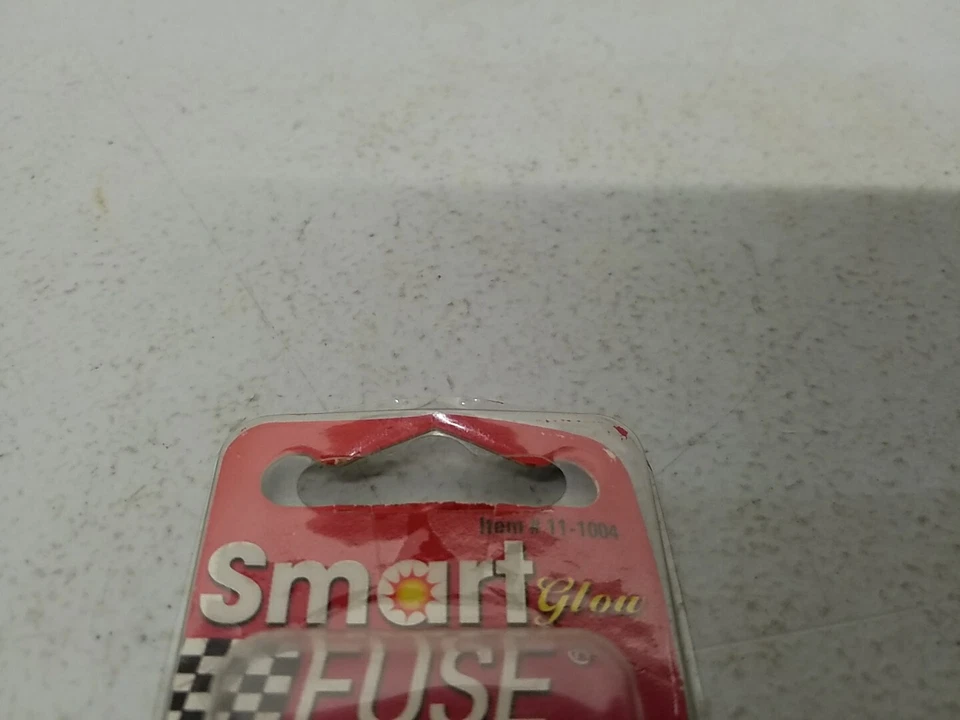 Item # 11-1004
Smart Glow
FUSE®